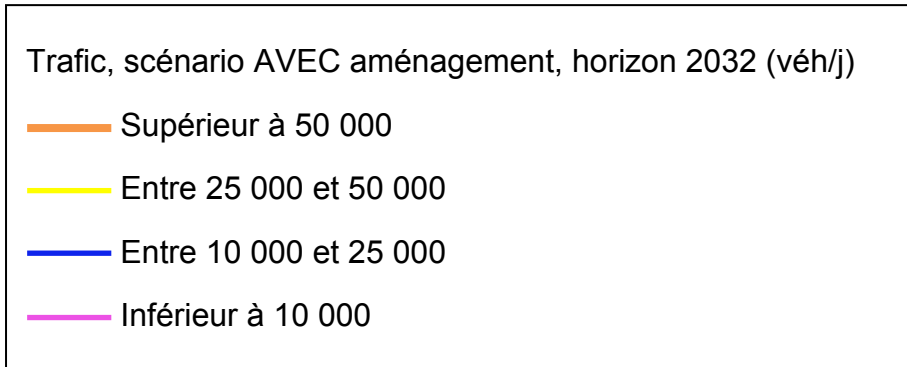 Trafic, scénario AVEC aménagement, horizon 2032 (véh/j)
Supérieur à 50 000
Entre 25 000 et 50 000
Entre 10 000 et 25 000
Inférieur à 10 000